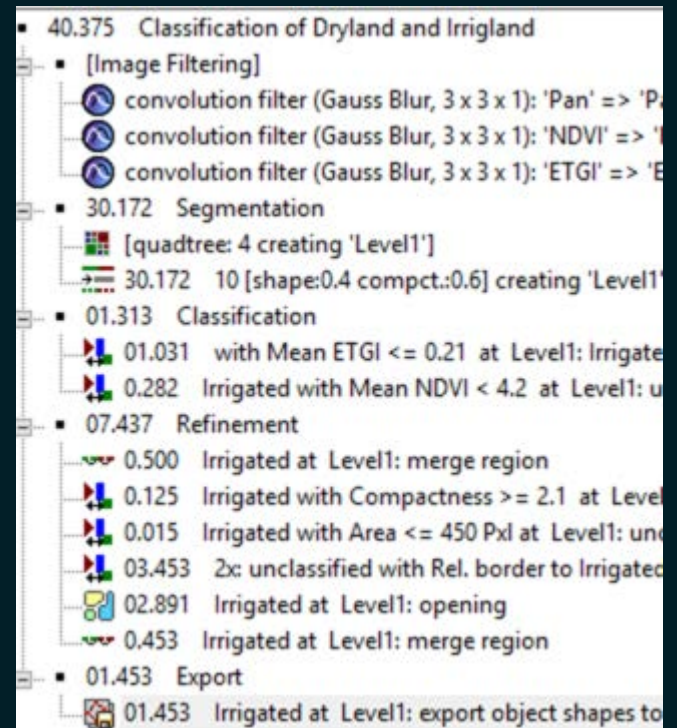 40.375 Classification of Dryland and Irrigland
[Image Filtering]
convolution filter (Gauss Blur, 3 x 3 x 1): 'Pan' =>
convolution filter (Gauss Blur, 3 x 3 x 1): 'NDVI' =>
convolution filter (Gauss Blur, 3 x 3 x 1): 'ETGI' =>
30.172 Segmentation
[quadtree: 4 creating 'Level1']
30.172 10 [shape:0.4 compct.:0.6] creating 'Level1'
01.313 Classification
01.031 with Mean ETGI <= 0.21 at Level1: Irrigate
0.282 Irrigated with Mean NDVI < 4.2 at Level1: u
07.437 Refinement
0.500 Irrigated at Level1: merge region
0.125 Irrigated with Compactness >= 2.1 at Leve
0.015 Irrigated with Area <= 450 Pxl at Level1: un
03.453 2x: unclassified with Rel. border to Irrigated
02.891 Irrigated at Level1: opening
0.453 Irrigated at Level1: merge region
01.453 Export
01.453 Irrigated at Level1: export object shapes to